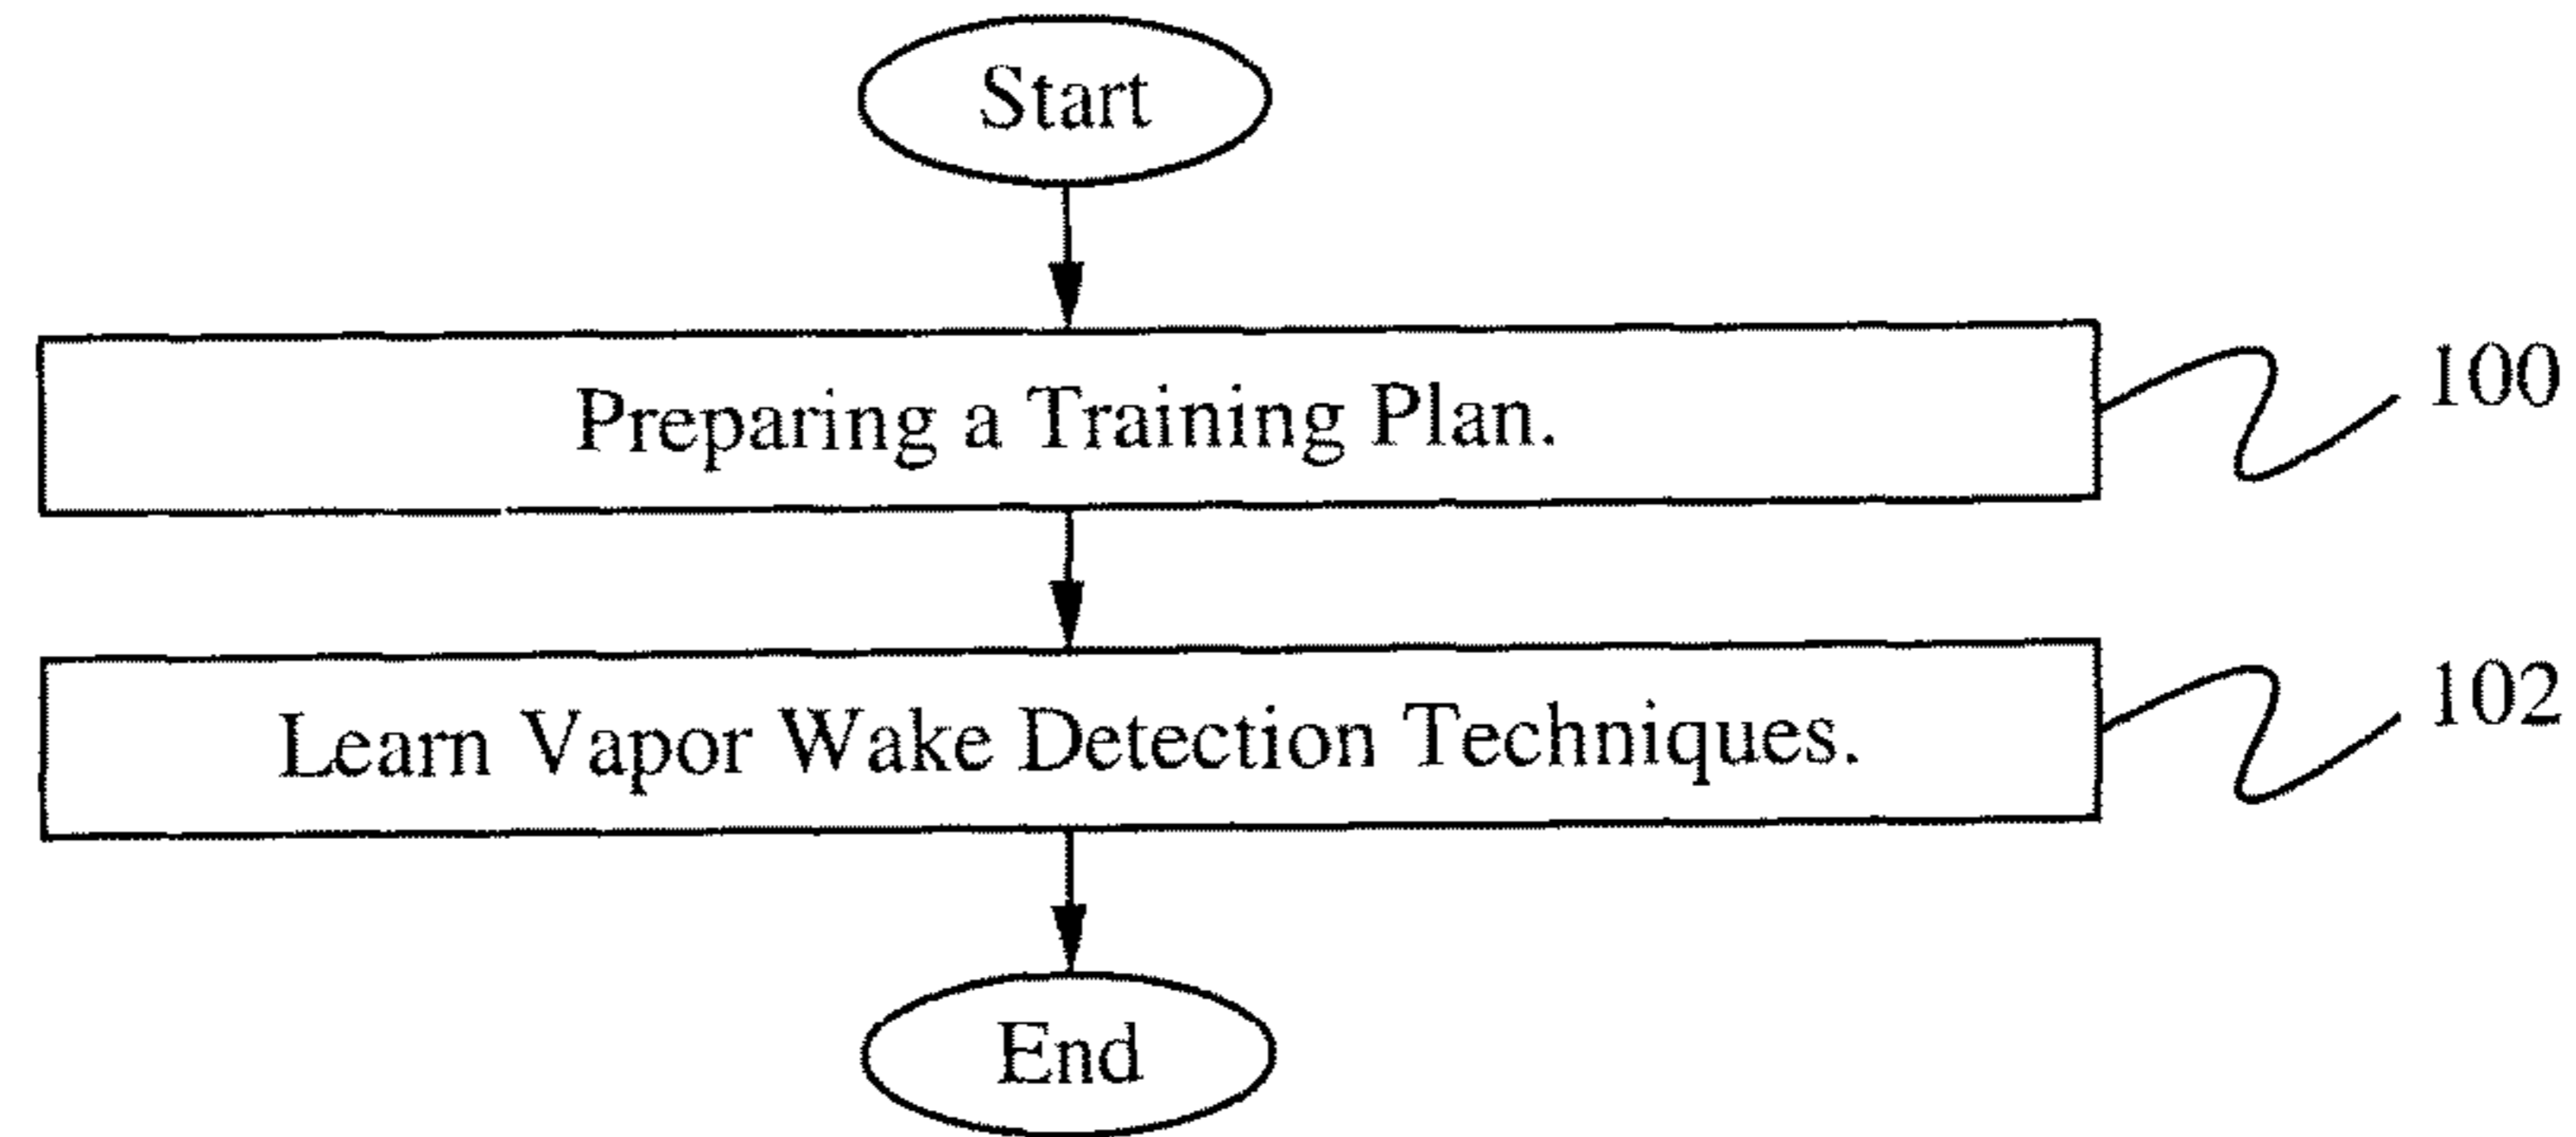 Start
Preparing a Training Plan.
100
Learn Vapor Wake Detection Techniques.
102
End